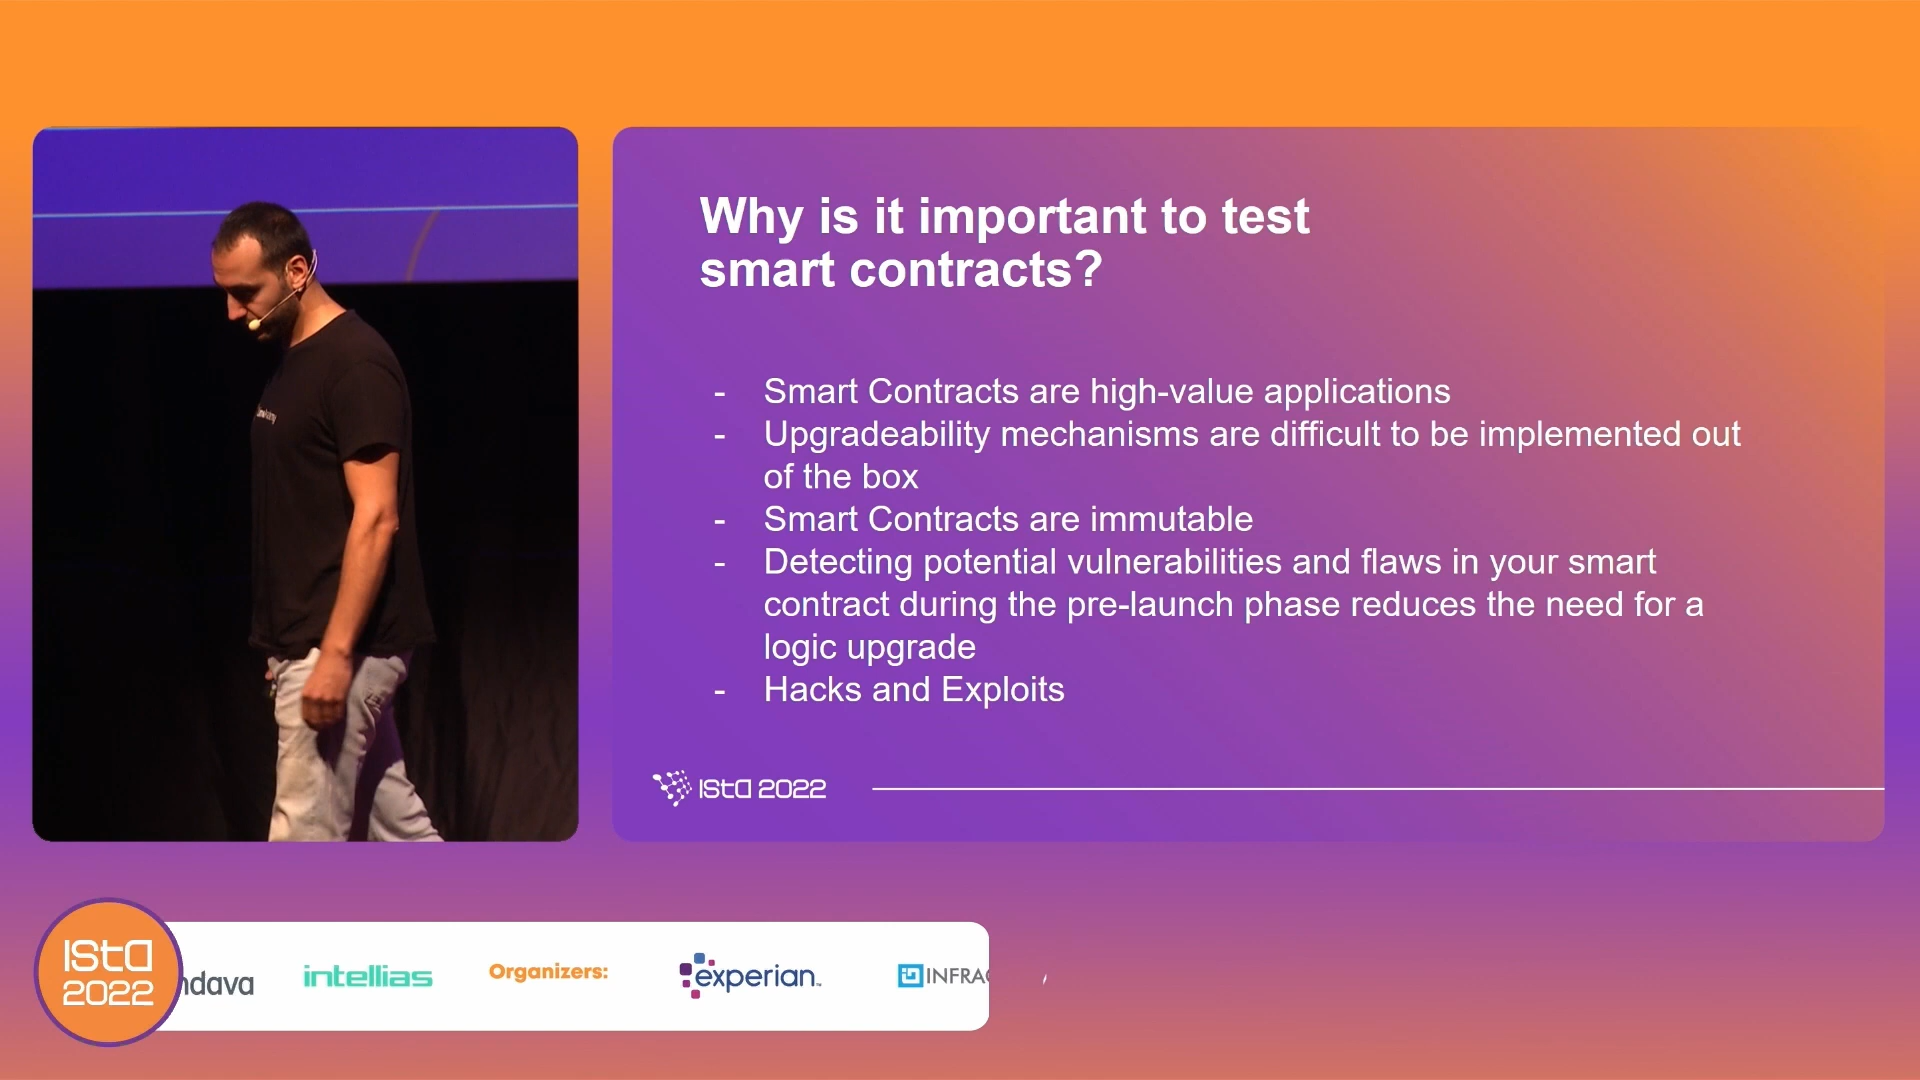 Why is it important to test
smart contracts?
- Smart Contracts are high-value applications
- Upgradeability mechanisms are difficult to be implemented out
of the box
- Smart Contracts are immutable
- Detecting potential vulnerabilities and flaws in your smart
contract during the pre-launch phase reduces the need for a
logic upgrade
- Hacks and Exploits
ISTA 2022
ISTA
2022
ndava
intellias
Organizers:
experian
INFRA